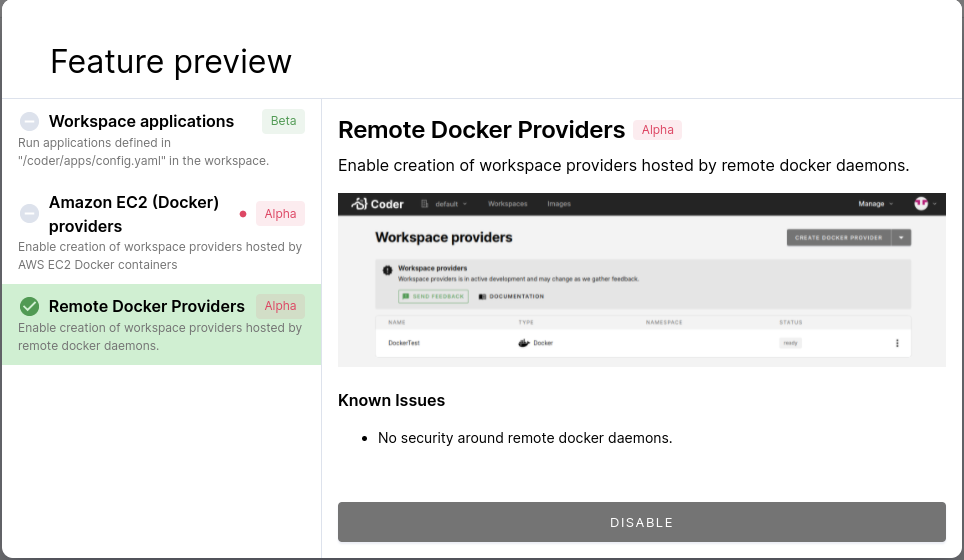 Feature preview
Workspace applications
Beta
Run applications defined in
"/coder/apps/config.yaml" in the workspace.
Amazon EC2 (Docker)
providers
Alpha
Enable creation of workspace providers hosted by
AWS EC2 Docker containers
Remote Docker Providers
Alpha
Enable creation of workspace providers hosted by
remote docker daemons.
Remote Docker Providers Alpha
Enable creation of workspace providers hosted by remote docker daemons.
Coder default Workspaces Images Manage
Workspace providers CREATE DOCKER PROVIDER
Workspace providers
Workspace providers is in active development and may change as we gather feedback.
SEND FEEDBACK DOCUMENTATION
NAME TYPE NAMESPACE STATUS
DockerTest Docker ready
Known Issues
• No security around remote docker daemons.
DISABLE